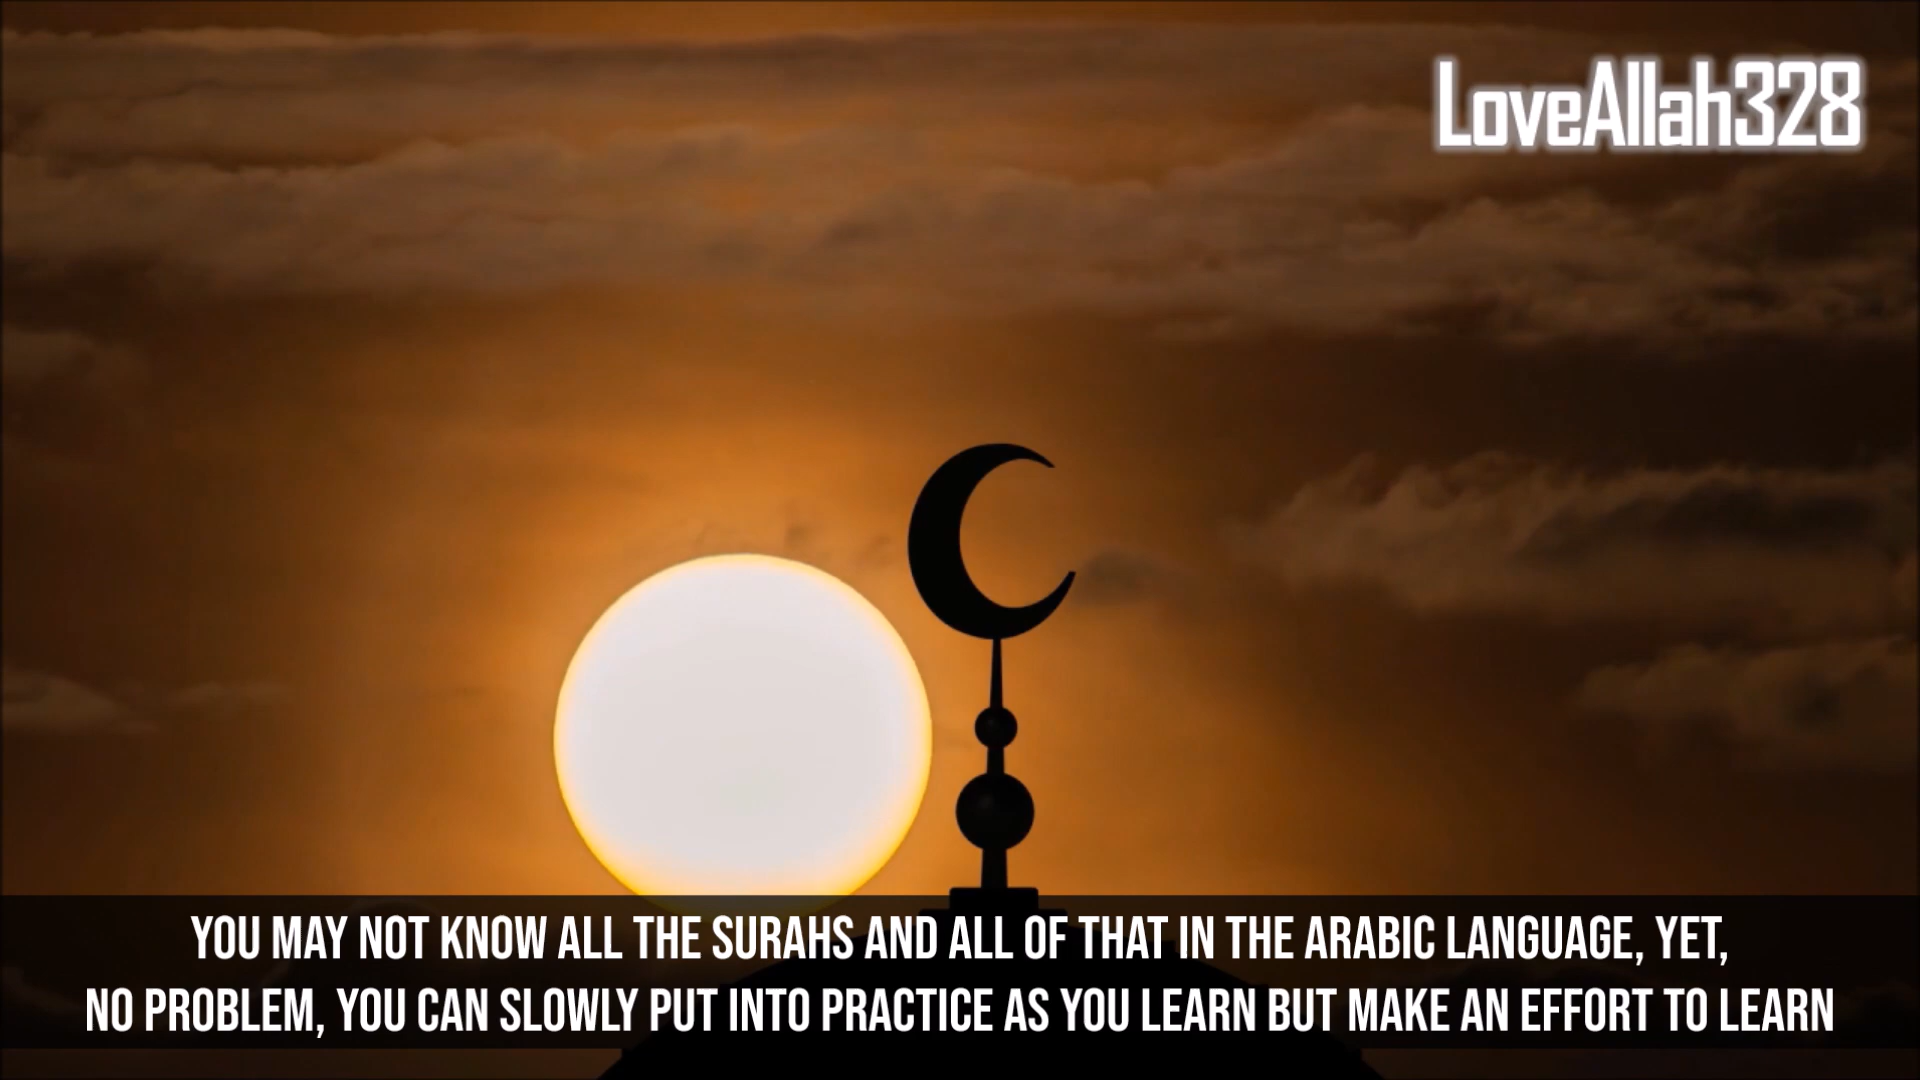 LoveAllah328
YOU MAY NOT KNOW ALL THE SURAHS AND ALL OF THAT IN THE ARABIC LANGUAGE, YET,
NO PROBLEM, YOU CAN SLOWLY PUT INTO PRACTICE AS YOU LEARN BUT MAKE AN EFFORT TO LEARN